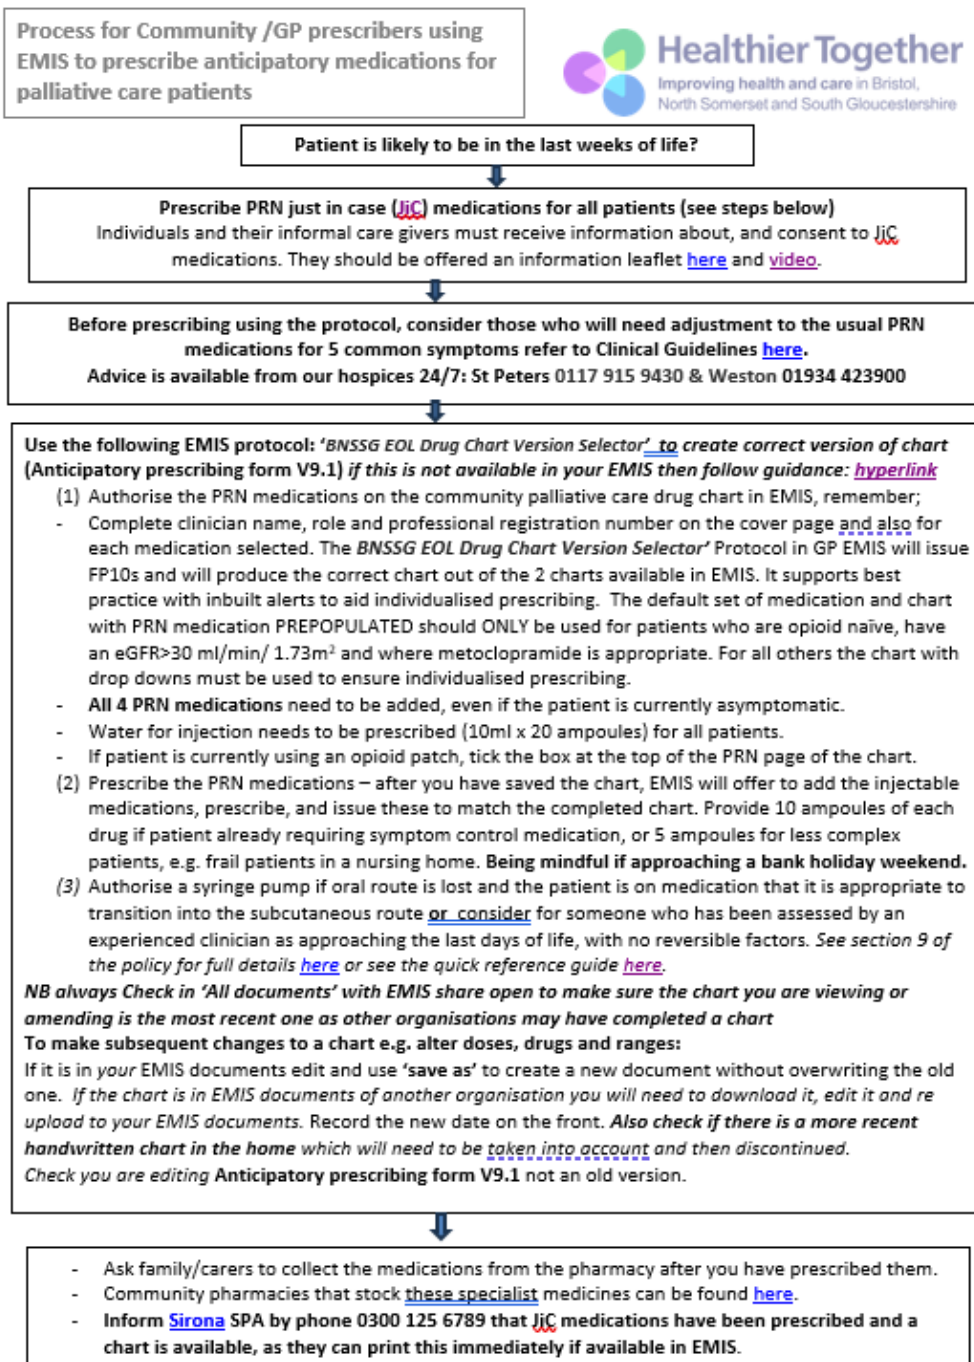 Process for Community /GP prescribers using
EMIS to prescribe anticipatory medications for
palliative care patients
Healthier Together
Improving health and care in Bristol,
North Somerset and South Gloucestershire
Patient is likely to be in the last weeks of life?
Prescribe PRN just in case (JiC) medications for all patients (see steps below)
Individuals and their informal care givers must receive information about, and consent to JiC
medications. They should be offered an information leaflet here and video.
Before prescribing using the protocol, consider those who will need adjustment to the usual PRN
medications for 5 common symptoms refer to Clinical Guidelines here.
Advice is available from our hospices 24/7: St Peters 0117 915 9430 & Weston 01934 423900
Use the following EMIS protocol: 'BNSSG EOL Drug Chart Version Selector' to create correct version of chart
(Anticipatory prescribing form V9.1) if this is not available in your EMIS then follow guidance: hyperlink
(1) Authorise the PRN medications on the community palliative care drug chart in EMIS, remember;
- Complete clinician name, role and professional registration number on the cover page and also for
each medication selected. The BNSSG EOL Drug Chart Version Selector' Protocol in GP EMIS will issue
FP10s and will produce the correct chart out of the 2 charts available in EMIS. It supports best
practice with inbuilt alerts to aid individualised prescribing. The default set of medication and chart
with PRN medication PREPOPULATED should ONLY be used for patients who are opioid naïve, have
an eGFR>30 ml/min/ 1.73m² and where metoclopramide is appropriate. For all others the chart with
drop downs must be used to ensure individualised prescribing.
- All 4 PRN medications need to be added, even if the patient is currently asymptomatic.
- Water for injection needs to be prescribed (10ml x 20 ampoules) for all patients.
- If patient is currently using an opioid patch, tick the box at the top of the PRN page of the chart.
(2) Prescribe the PRN medications – after you have saved the chart, EMIS will offer to add the injectable
medications, prescribe, and issue these to match the completed chart. Provide 10 ampoules of each
drug if patient already requiring symptom control medication, or 5 ampoules for less complex
patients, e.g. frail patients in a nursing home. Being mindful if approaching a bank holiday weekend.
(3) Authorise a syringe pump if oral route is lost and the patient is on medication that it is appropriate to
transition into the subcutaneous route or consider for someone who has been assessed by an
experienced clinician as approaching the last days of life, with no reversible factors. See section 9 of
the policy for full details here or see the quick reference guide here.
NB always Check in 'All documents' with EMIS share open to make sure the chart you are viewing or
amending is the most recent one as other organisations may have completed a chart
To make subsequent changes to a chart e.g. alter doses, drugs and ranges:
If it is in your EMIS documents edit and use 'save as' to create a new document without overwriting the old
one. If the chart is in EMIS documents of another organisation you will need to download it, edit it and re
upload to your EMIS documents. Record the new date on the front. Also check if there is a more recent
handwritten chart in the home which will need to be taken into account and then discontinued.
Check you are editing Anticipatory prescribing form V9.1 not an old version.
- Ask family/carers to collect the medications from the pharmacy after you have prescribed them.
- Community pharmacies that stock these specialist medicines can be found here.
- Inform Sirona SPA by phone 0300 125 6789 that JiC medications have been prescribed and a
chart is available, as they can print this immediately if available in EMIS.